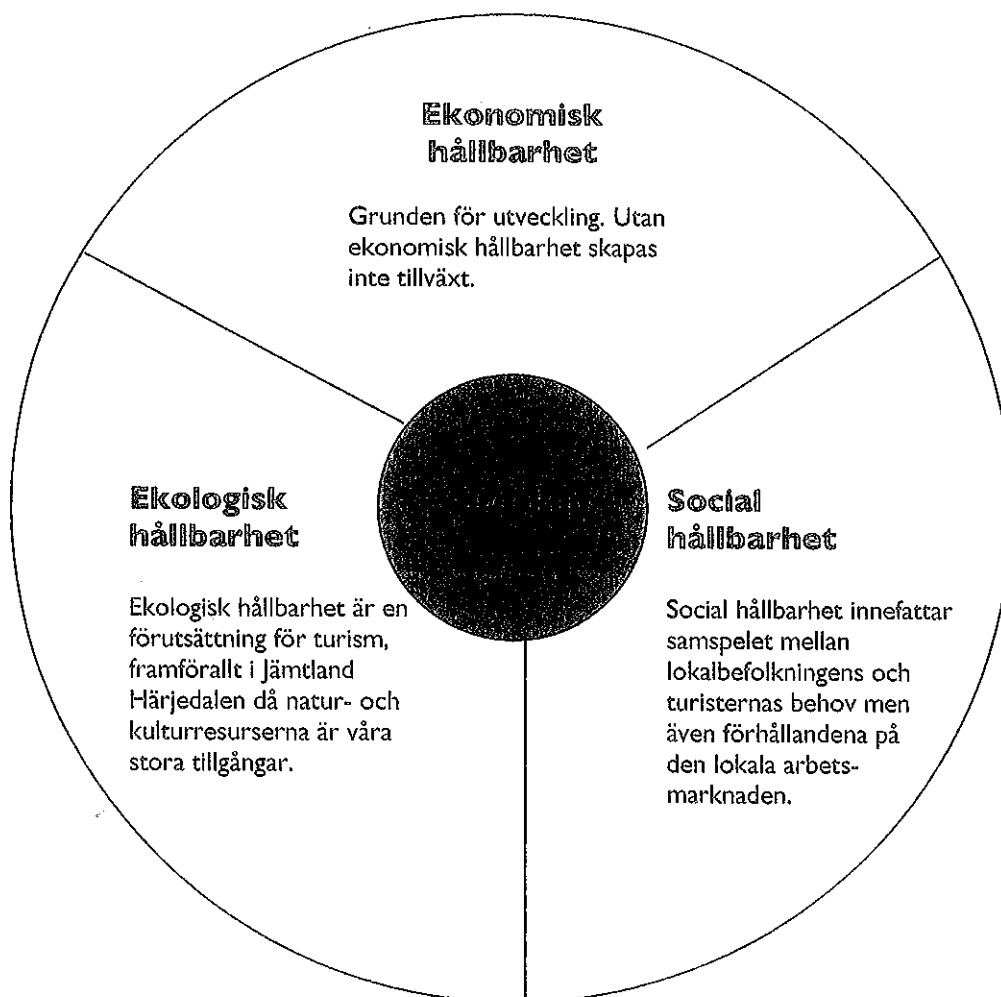 Ekonomisk
hållbarhet
Grunden för utveckling. Utan
ekonomisk hållbarhet skapas
inte tillväxt.
Ekologisk
hållbarhet
Ekologisk hållbarhet är en
förutsättning för turism,
framförallt i Jämtland
Härjedalen då natur- och
kulturresurserna är våra
stora tillgångar.
Social
hållbarhet
Social hållbarhet innefattar
samspelet mellan
lokalbefolkningens och
turisternas behov men
även förhållandena på
den lokala arbets-
marknaden.